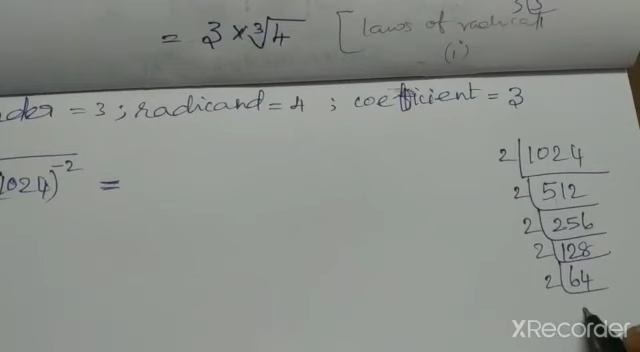 = 3 × ∛4 [laws of radicals
(i)
order = 3 ; radicand = 4 ; coefficient = 3
1024)⁻² =
2 | 1024
2 | 512
2 | 256
2 | 128
2 | 64
XRecorder